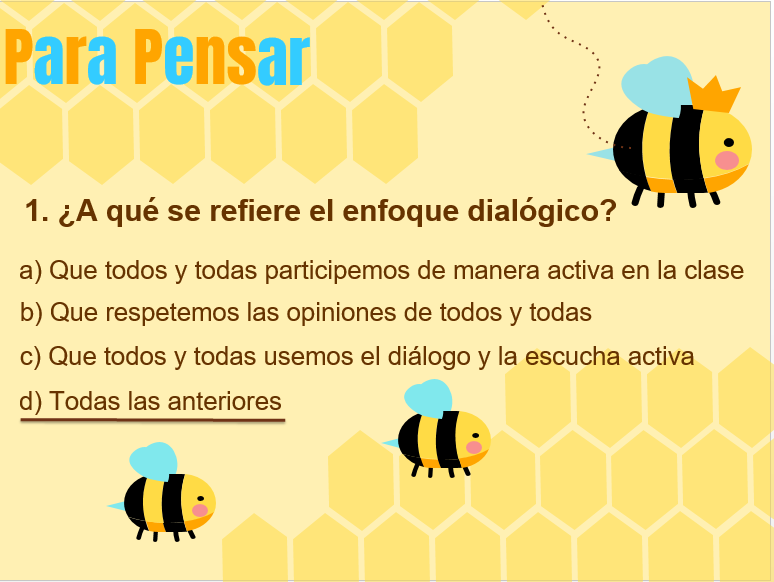 Para Pensar
1. ¿A qué se refiere el enfoque dialógico?
a) Que todos y todas participemos de manera activa en la clase
b) Que respetemos las opiniones de todos y todas
c) Que todos y todas usemos el diálogo y la escucha activa
d) Todas las anteriores